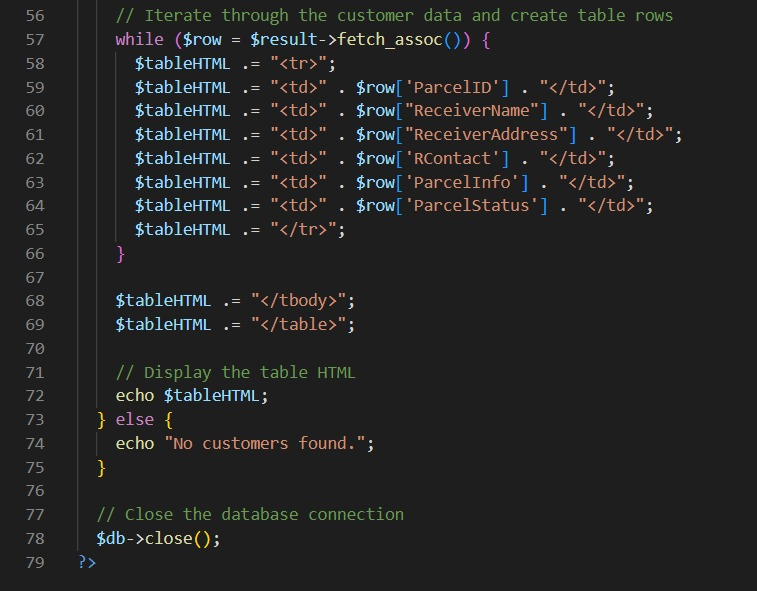 56 // Iterate through the customer data and create table rows
57 while ($row = $result->fetch_assoc()) {
58 $tableHTML .= "<tr>";
59 $tableHTML .= "<td>" . $row['ParcelID'] . "</td>";
60 $tableHTML .= "<td>" . $row["ReceiverName"] . "</td>";
61 $tableHTML .= "<td>" . $row["ReceiverAddress"] . "</td>";
62 $tableHTML .= "<td>" . $row['RContact'] . "</td>";
63 $tableHTML .= "<td>" . $row['ParcelInfo'] . "</td>";
64 $tableHTML .= "<td>" . $row['ParcelStatus'] . "</td>";
65 $tableHTML .= "</tr>";
66 }
67
68 $tableHTML .= "</tbody>";
69 $tableHTML .= "</table>";
70
71 // Display the table HTML
72 echo $tableHTML;
73 } else {
74 echo "No customers found.";
75 }
76
77 // Close the database connection
78 $db->close();
79 ?>